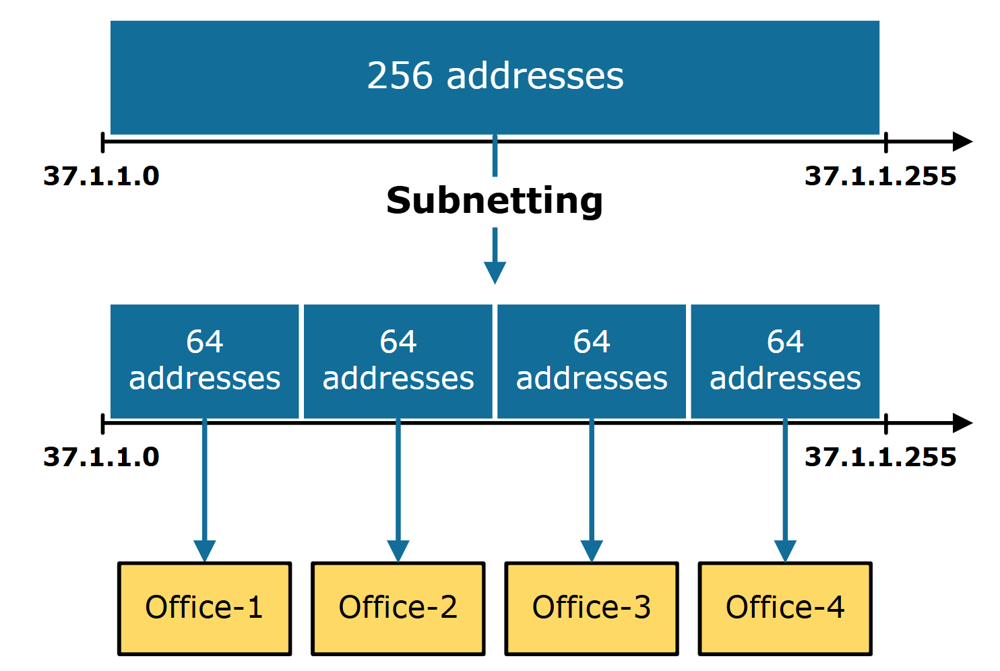 256 addresses
37.1.1.0
37.1.1.255
Subnetting
64
addresses
64
addresses
64
addresses
64
addresses
37.1.1.0
37.1.1.255
Office-1
Office-2
Office-3
Office-4